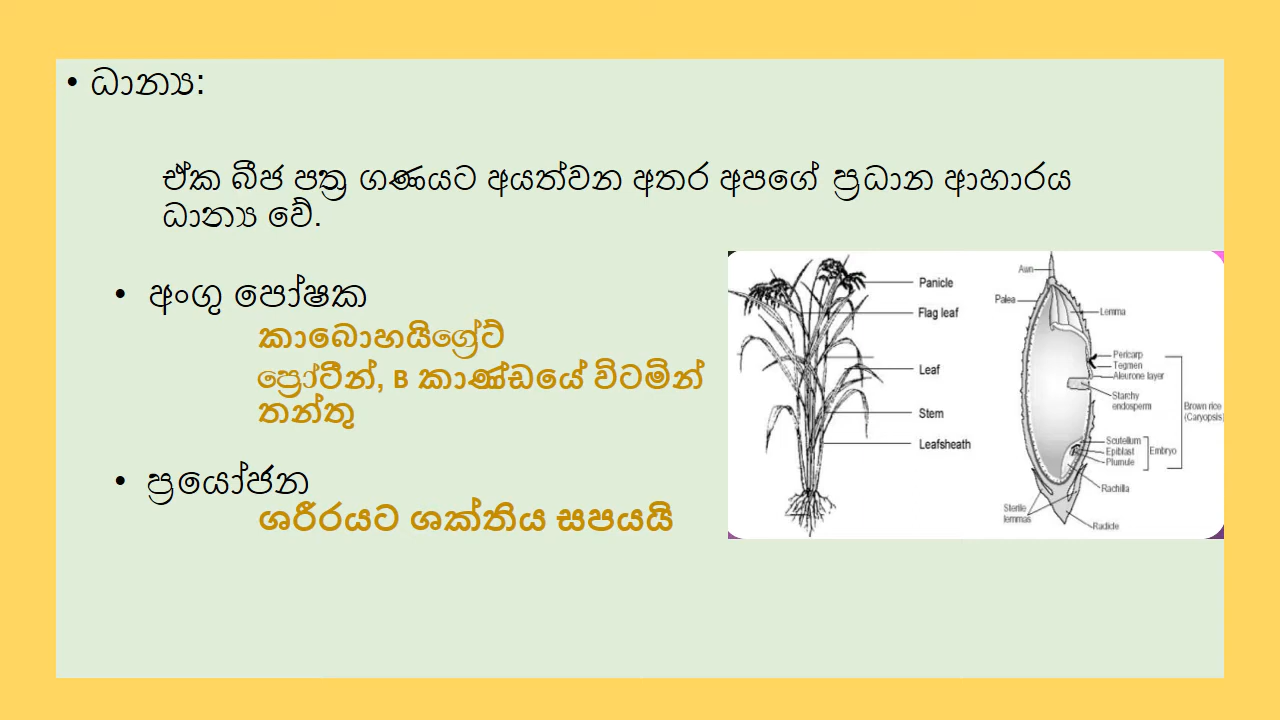 • ධාන්‍ය:
ඒක බීජ පත්‍ර ගණයට අයත්වන අතර අපගේ ප්‍රධාන ආහාරය
ධාන්‍ය වේ.
• අංගු පෝෂක
කාබොහයිග්‍රේට්
ප්‍රෝටීන්, B කාණ්ඩයේ විටමින්
තන්තු
• ප්‍රයෝජන
ශරීරයට ශක්තිය සපයයි
Panicle
Flag leaf
Leaf
Stem
Leafsheath
Awn
Palea
Lemma
Pericarp
Tegmen
Aleurone layer
Starchy
endosperm
Brown rice
(Caryopsis)
Scutellum
Epiblast
Plumule
Embryo
Rachilla
Sterile
lemmas
Radicle